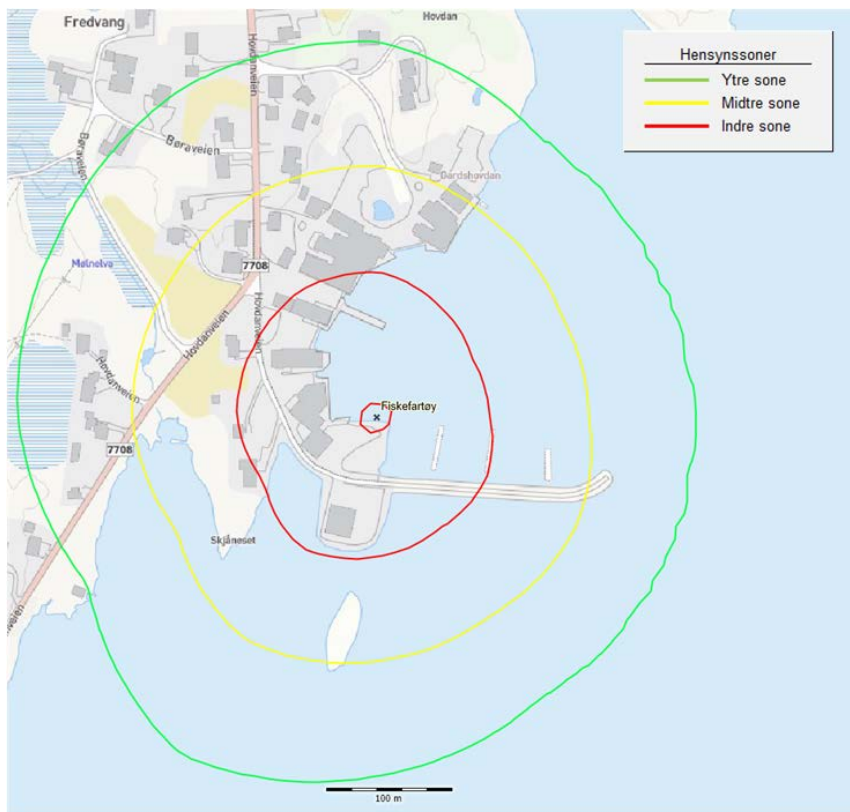 Hovdan
Fredvang
Hovdanveien
Hensynssoner
Ytre sone
Midtre sone
Indre sone
Børaveien
Børaveien
Gårdshovdan
Mølnelva
7708
Hovdanveien
Hovdanveien
Hovdanveien
Fiskefartøy
7708
Skjåneset
100 m